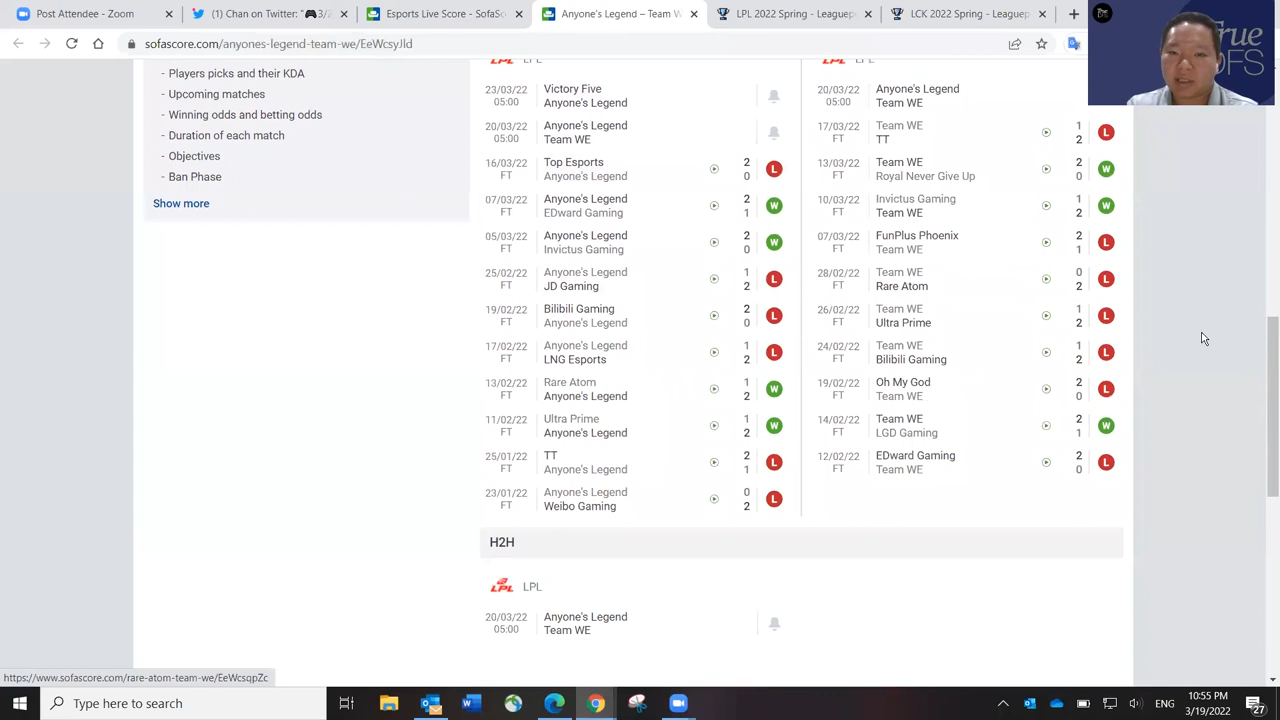 Post Attendee - Zoom
(1) Chan on Twitter: "🎮3/2
Esports Live Score - SofaSco
Anyone's Legend – Team W
LPL 2022 Spring - Leaguepe
LCK 2022 Spring - Leaguep
sofascore.com/anyones-legend-team-we/EeWcsyJld
True
DFS
- Players picks and their KDA
- Upcoming matches
- Winning odds and betting odds
- Duration of each match
- Objectives
- Ban Phase
Show more
LPL LPL
23/03/22 Victory Five
05:00 Anyone's Legend
20/03/22 Anyone's Legend
05:00 Team WE
16/03/22 Top Esports 2
FT Anyone's Legend 0 L
07/03/22 Anyone's Legend 2
FT EDward Gaming 1 W
05/03/22 Anyone's Legend 2
FT Invictus Gaming 0 W
25/02/22 Anyone's Legend 1
FT JD Gaming 2 L
19/02/22 Bilibili Gaming 2
FT Anyone's Legend 0 L
17/02/22 Anyone's Legend 1
FT LNG Esports 2 L
13/02/22 Rare Atom 1
FT Anyone's Legend 2 W
11/02/22 Ultra Prime 1
FT Anyone's Legend 2 W
25/01/22 TT 2
FT Anyone's Legend 1 L
23/01/22 Anyone's Legend 0
FT Weibo Gaming 2 L
LPL LPL
20/03/22 Anyone's Legend
05:00 Team WE
17/03/22 Team WE 1
FT TT 2 L
13/03/22 Team WE 2
FT Royal Never Give Up 0 W
10/03/22 Invictus Gaming 1
FT Team WE 2 W
07/03/22 FunPlus Phoenix 2
FT Team WE 1 L
28/02/22 Team WE 0
FT Rare Atom 2 L
26/02/22 Team WE 1
FT Ultra Prime 2 L
24/02/22 Team WE 1
FT Bilibili Gaming 2 L
19/02/22 Oh My God 2
FT Team WE 0 L
14/02/22 Team WE 2
FT LGD Gaming 1 W
12/02/22 EDward Gaming 2
FT Team WE 0 L
H2H
LPL LPL
20/03/22 Anyone's Legend
05:00 Team WE
https://www.sofascore.com/rare-atom-team-we/EeWcsqpZc
Type here to search
ENG
10:55 PM
3/19/2022
27